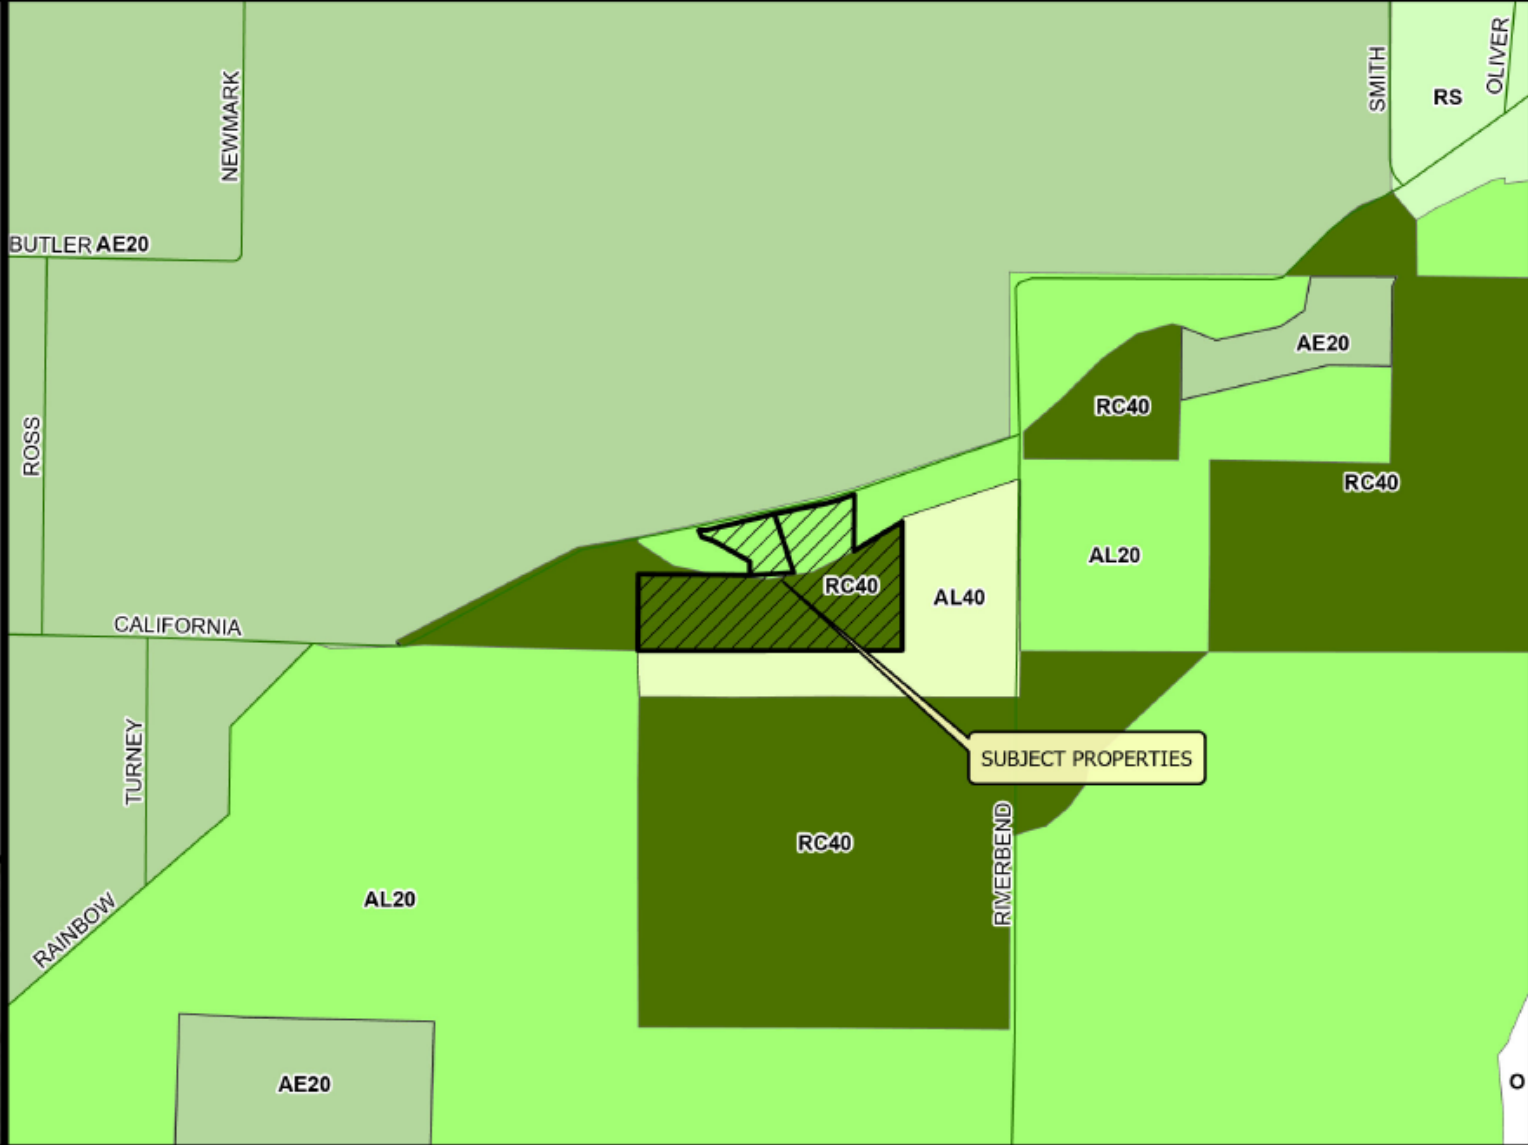 SMITH
OLIVER
NEWMARK
RS
BUTLER AE20
AE20
RC40
ROSS
RC40
AL20
RC40
AL40
CALIFORNIA
TURNEY
SUBJECT PROPERTIES
RC40
RIVERBEND
AL20
RAINBOW
AE20
O